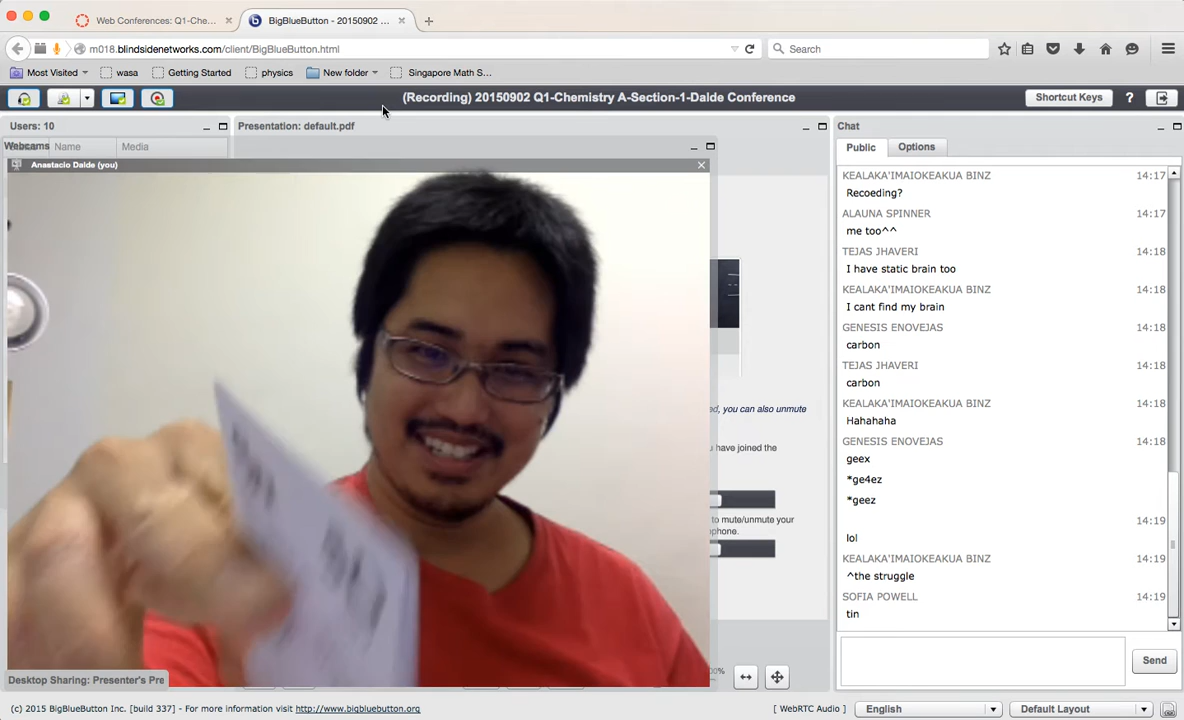 Web Conferences: Q1-Che...
BigBlueButton - 20150902 ...
m018.blindsidenetworks.com/client/BigBlueButton.html
Search
Most Visited
wasa
Getting Started
physics
New folder
Singapore Math S...
(Recording) 20150902 Q1-Chemistry A-Section-1-Dalde Conference
Shortcut Keys
?
Users: 10
Presentation: default.pdf
Chat
Webcams
Name
Media
Public
Options
Anastacio Dalde (you)
KEALAKA'IMAIOKEAKUA BINZ 14:17
Recoeding?
ALAUNA SPINNER 14:17
me too^^
TEJAS JHAVERI 14:18
I have static brain too
KEALAKA'IMAIOKEAKUA BINZ 14:18
I cant find my brain
GENESIS ENOVEJAS 14:18
carbon
TEJAS JHAVERI 14:18
carbon
KEALAKA'IMAIOKEAKUA BINZ 14:18
Hahahaha
GENESIS ENOVEJAS 14:18
geex
*ge4ez
*geez
14:19
lol
KEALAKA'IMAIOKEAKUA BINZ 14:19
^the struggle
SOFIA POWELL 14:19
tin
, you can also unmute
have joined the
to mute/unmute your
phone.
Send
Desktop Sharing: Presenter's Pre
(c) 2015 BigBlueButton Inc. [build 337] - For more information visit http://www.bigbluebutton.org
[ WebRTC Audio ]
English
Default Layout